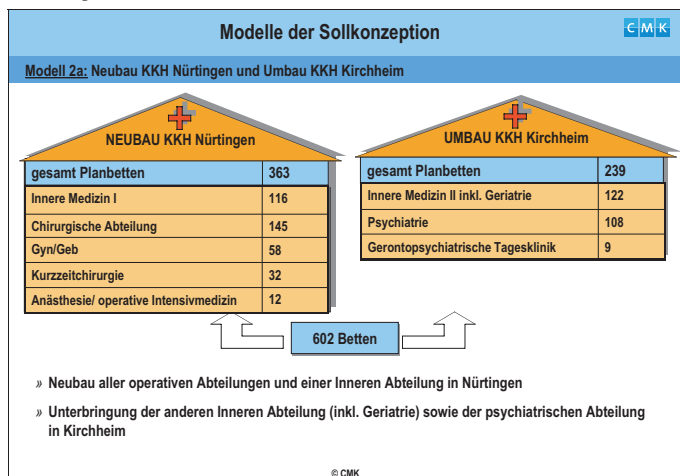 Modelle der Sollkonzeption
C M K
Modell 2a: Neubau KKH Nürtingen und Umbau KKH Kirchheim
NEUBAU KKH Nürtingen
gesamt Planbetten 363
Innere Medizin I 116
Chirurgische Abteilung 145
Gyn/Geb 58
Kurzzeitchirurgie 32
Anästhesie/ operative Intensivmedizin 12
UMBAU KKH Kirchheim
gesamt Planbetten 239
Innere Medizin II inkl. Geriatrie 122
Psychiatrie 108
Gerontopsychiatrische Tagesklinik 9
602 Betten
» Neubau aller operativen Abteilungen und einer Inneren Abteilung in Nürtingen
» Unterbringung der anderen Inneren Abteilung (inkl. Geriatrie) sowie der psychiatrischen Abteilung
in Kirchheim
© CMK